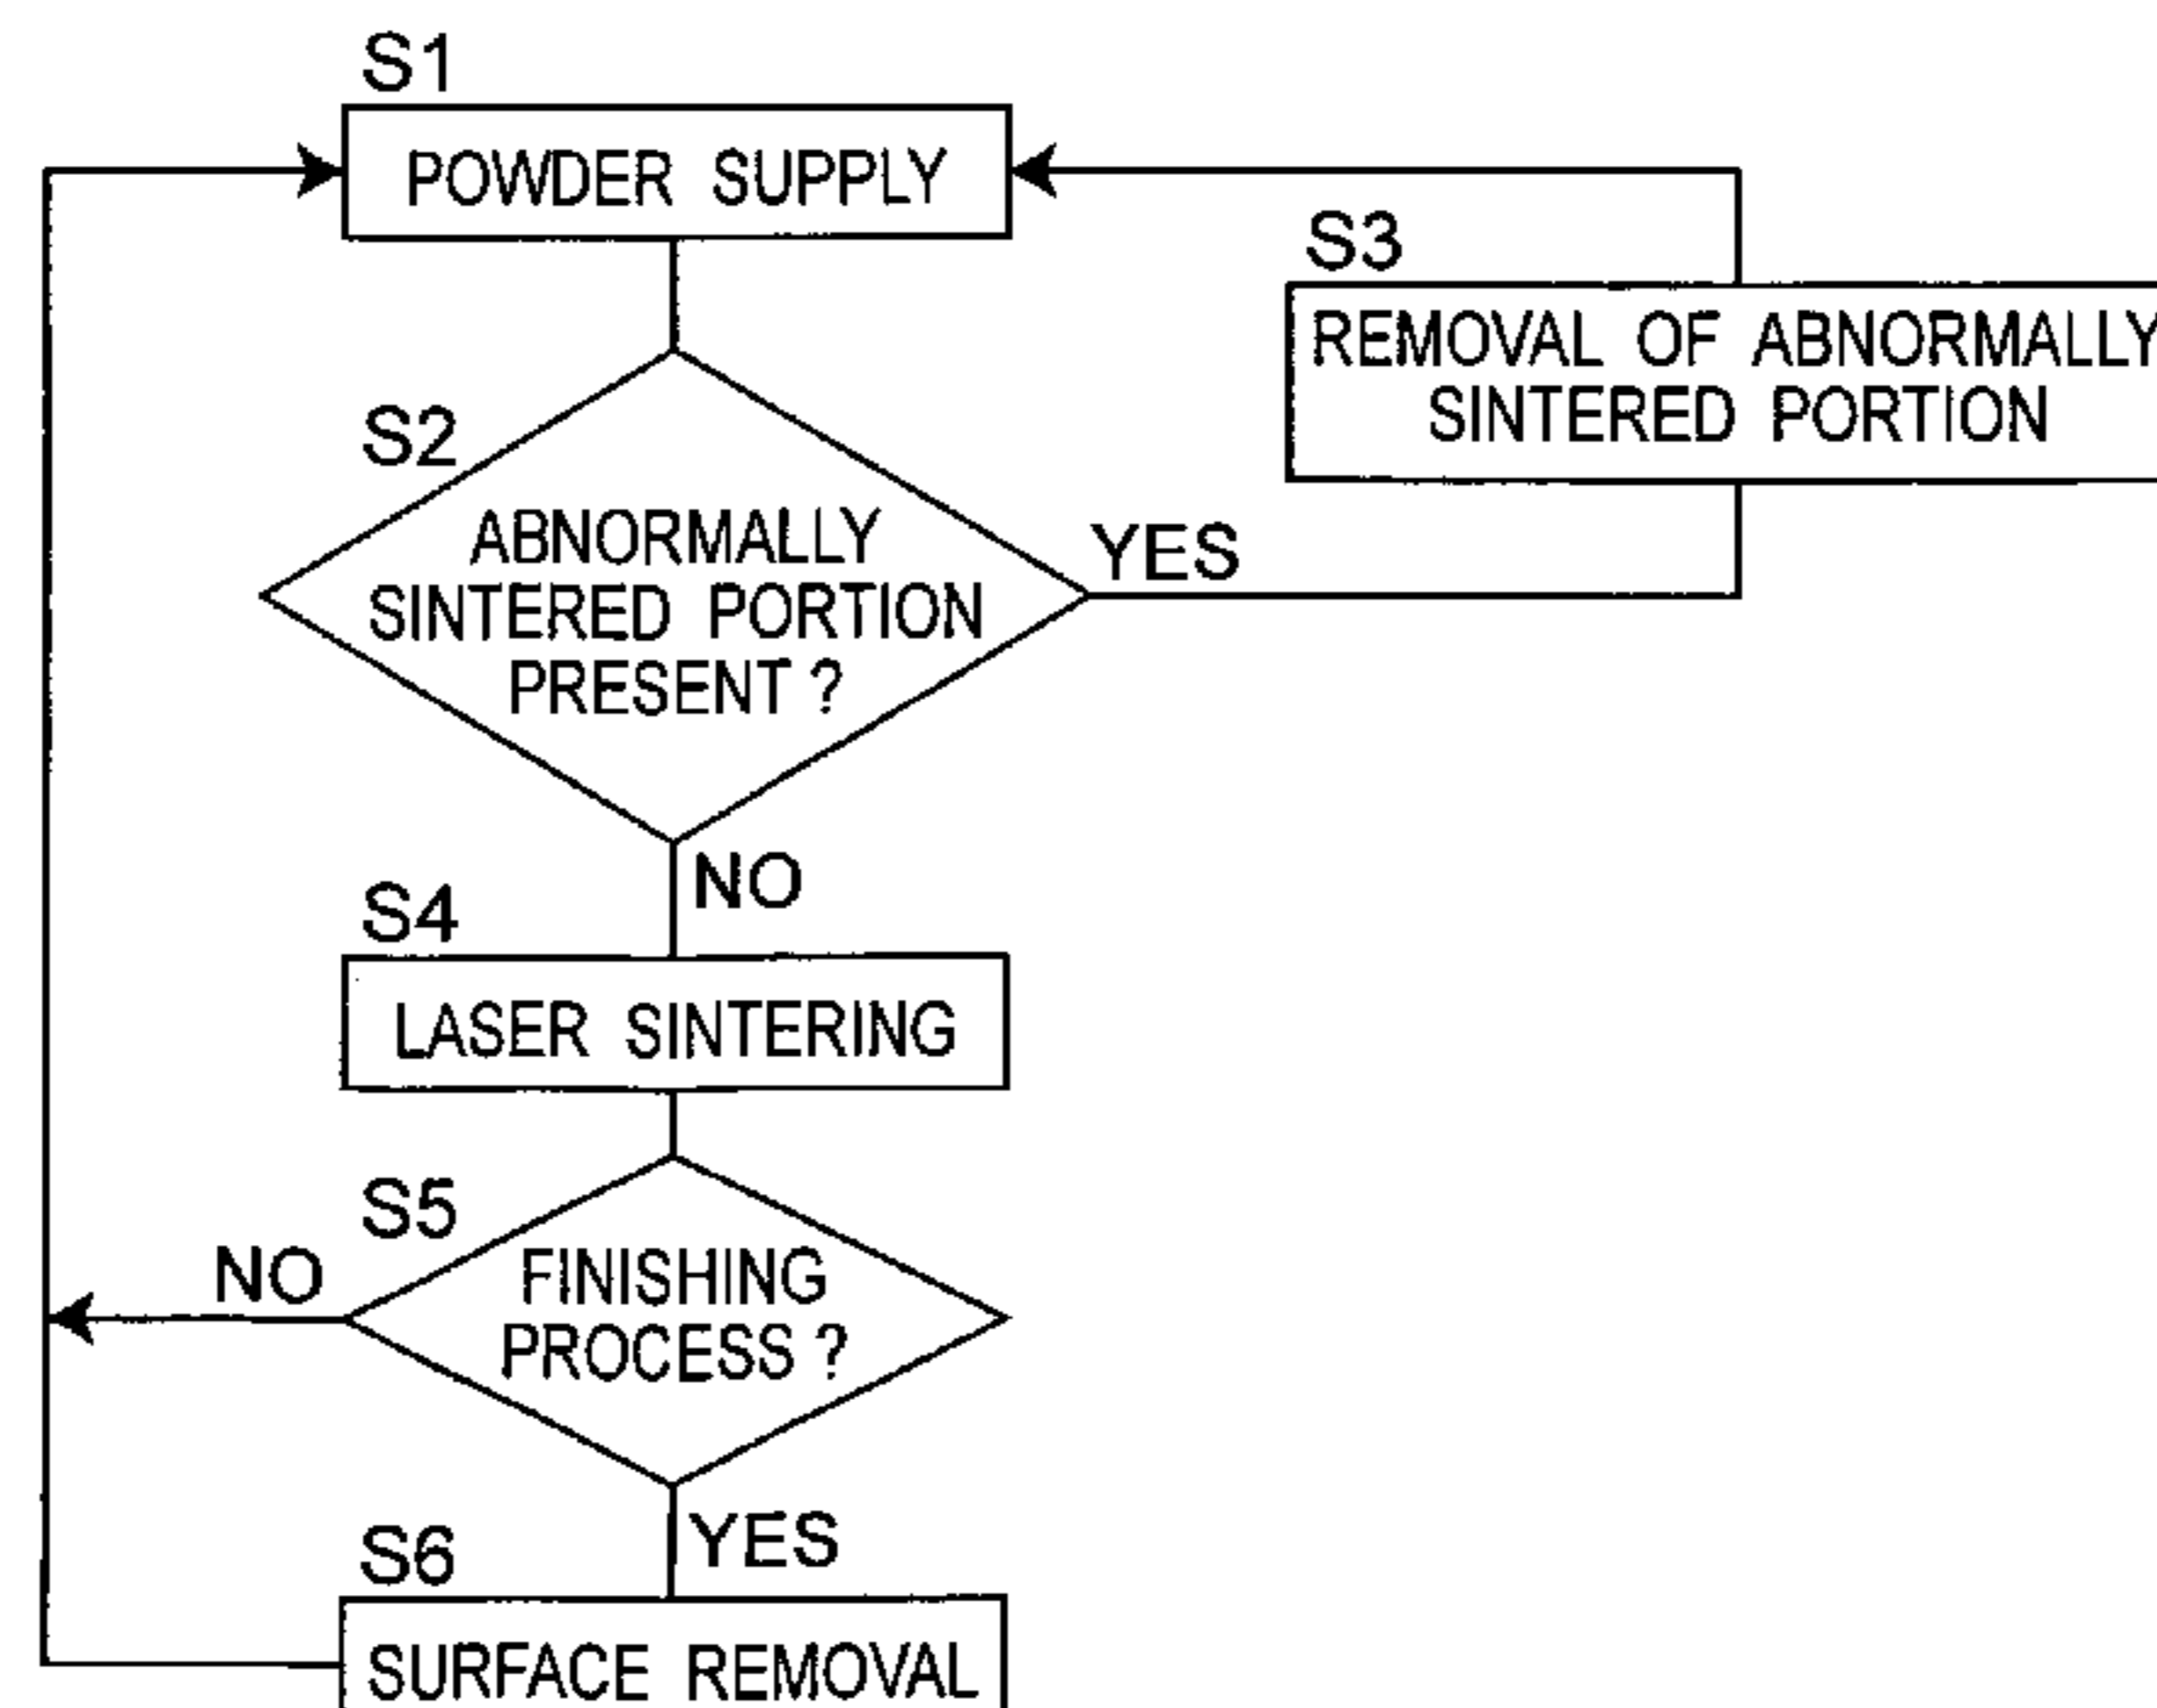 S1
POWDER SUPPLY
S3
REMOVAL OF ABNORMALLY
SINTERED PORTION
S2
ABNORMALLY
SINTERED PORTION
PRESENT ?
YES
NO
S4
LASER SINTERING
S5
FINISHING
PROCESS ?
NO
YES
S6
SURFACE REMOVAL